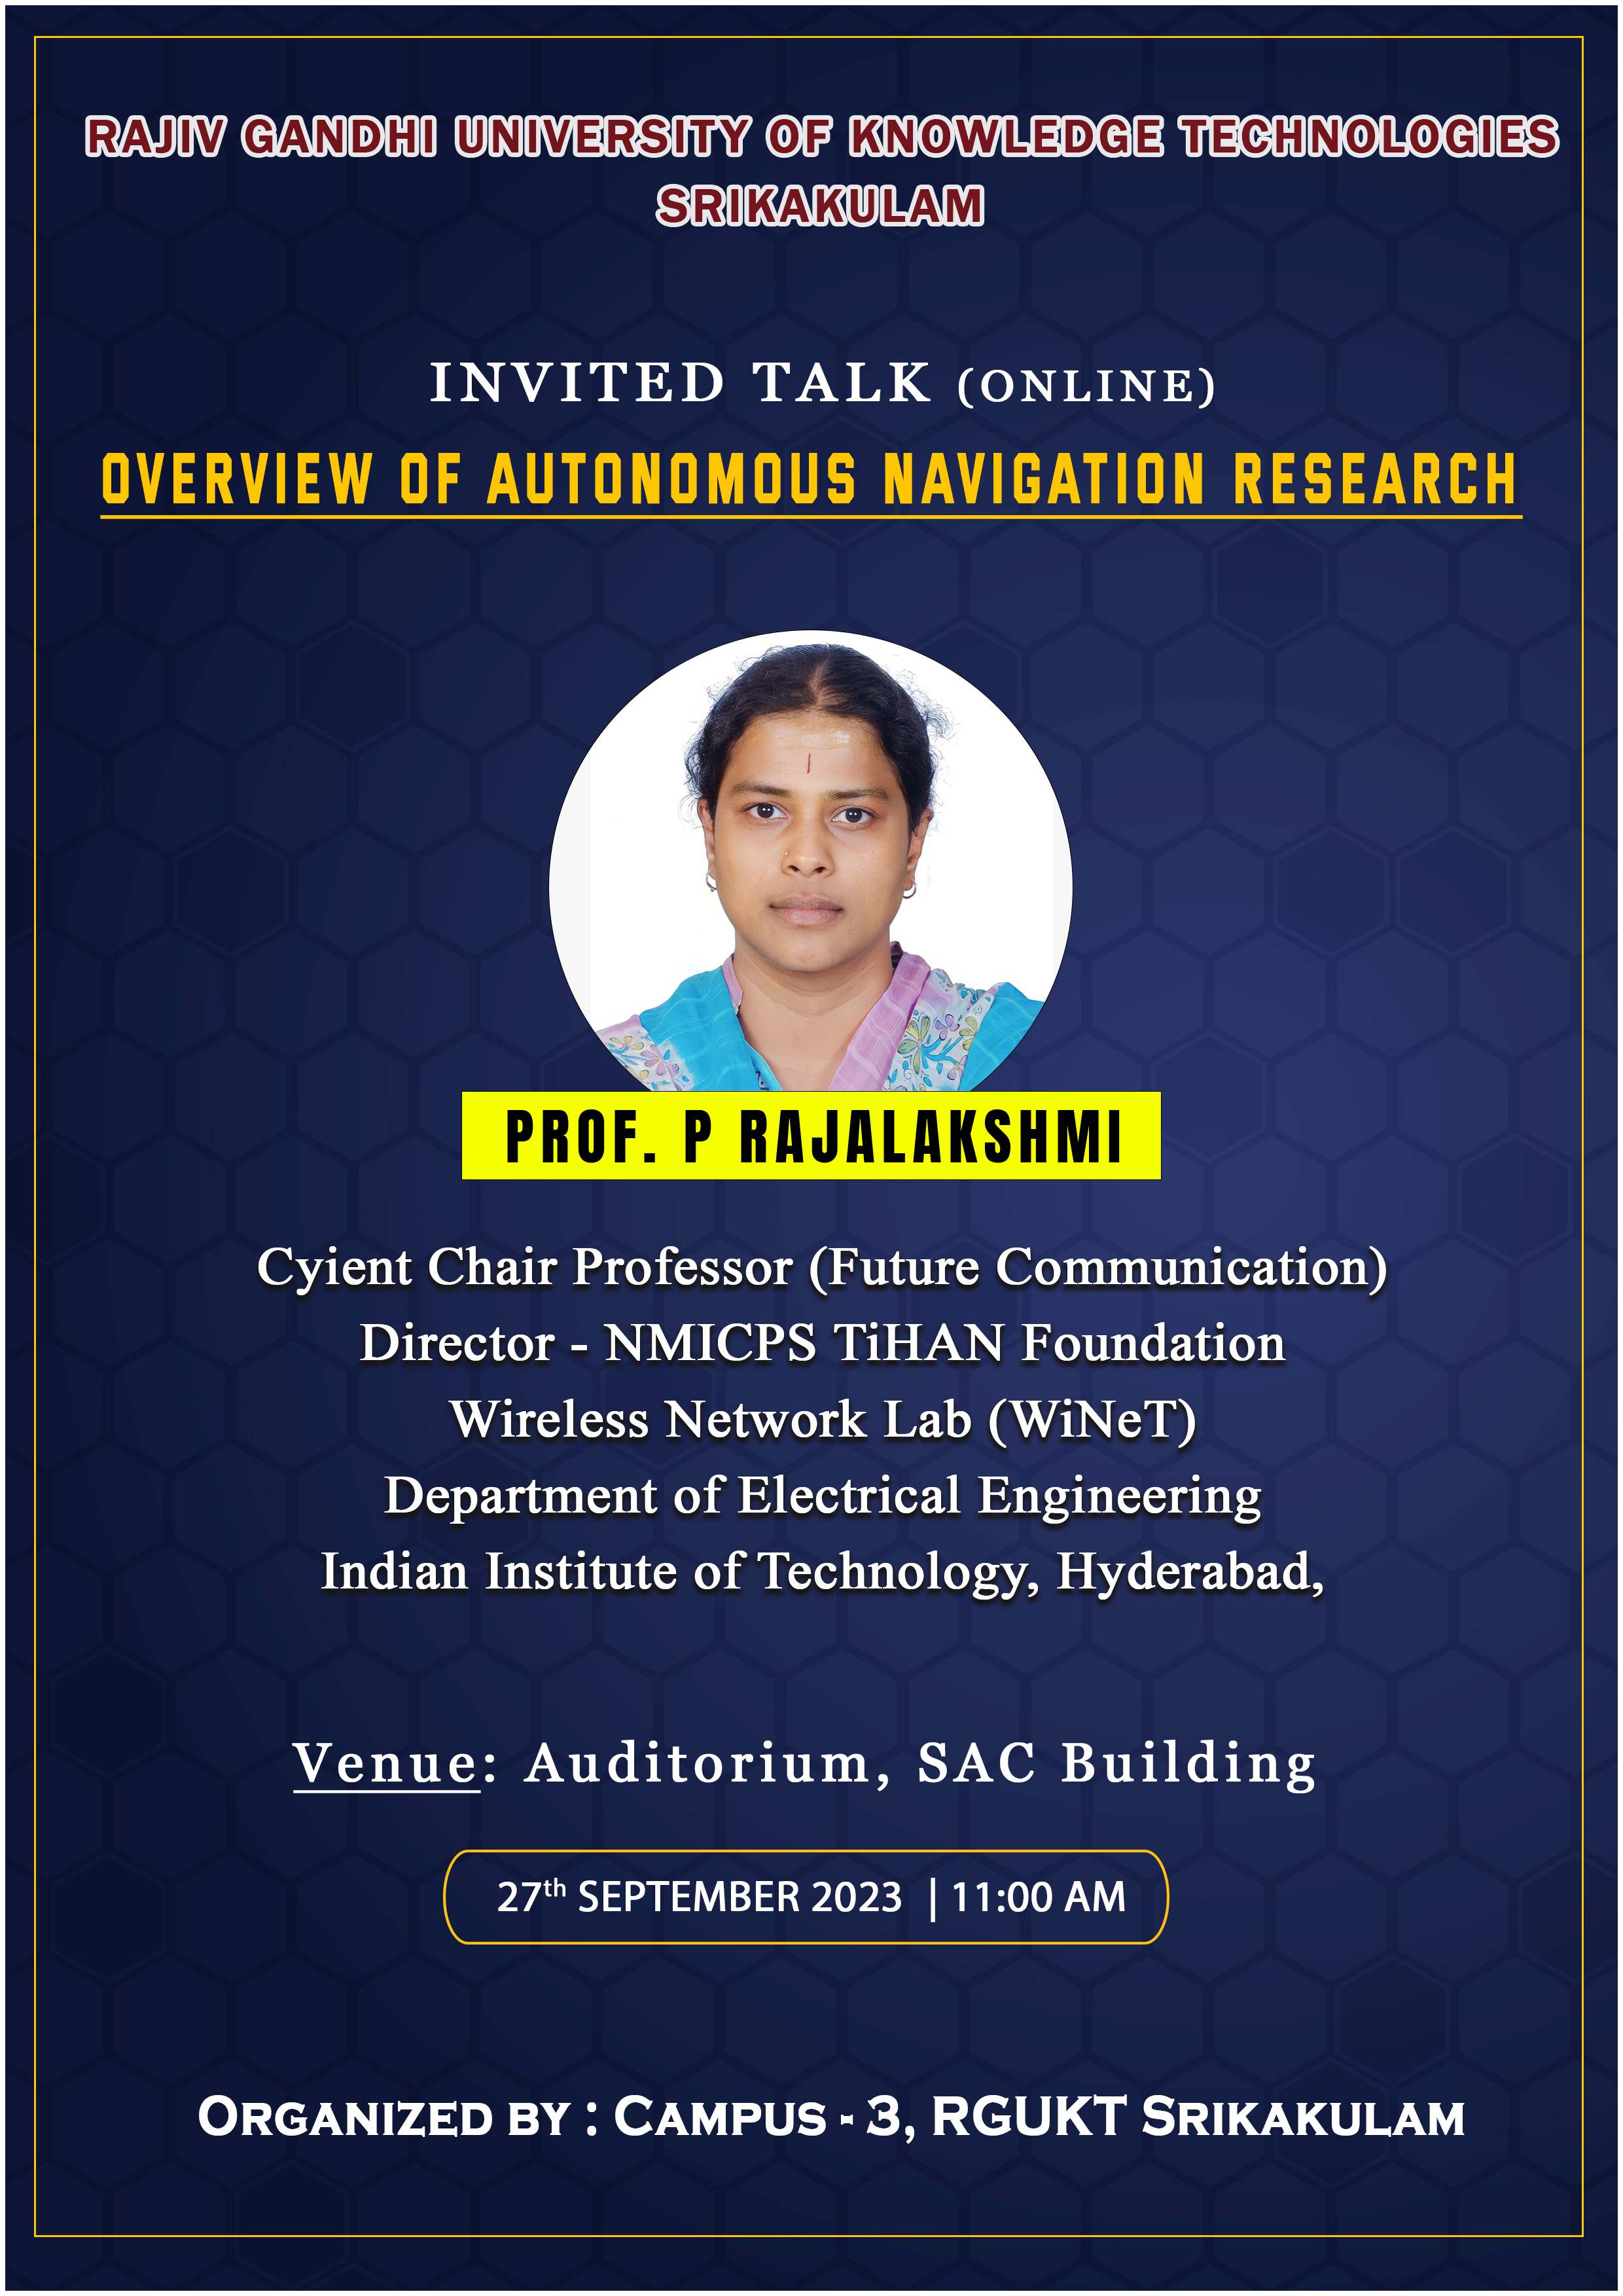 RAJIV GANDHI UNIVERSITY OF KNOWLEDGE TECHNOLOGIES
SRIKAKULAM
INVITED TALK (ONLINE)
OVERVIEW OF AUTONOMOUS NAVIGATION RESEARCH
PROF. P RAJALAKSHMI
Cyient Chair Professor (Future Communication)
Director - NMICPS TiHAN Foundation
Wireless Network Lab (WiNeT)
Department of Electrical Engineering
Indian Institute of Technology, Hyderabad,
Venue: Auditorium, SAC Building
27th SEPTEMBER 2023 | 11:00 AM
Organized by : Campus - 3, RGUKT Srikakulam